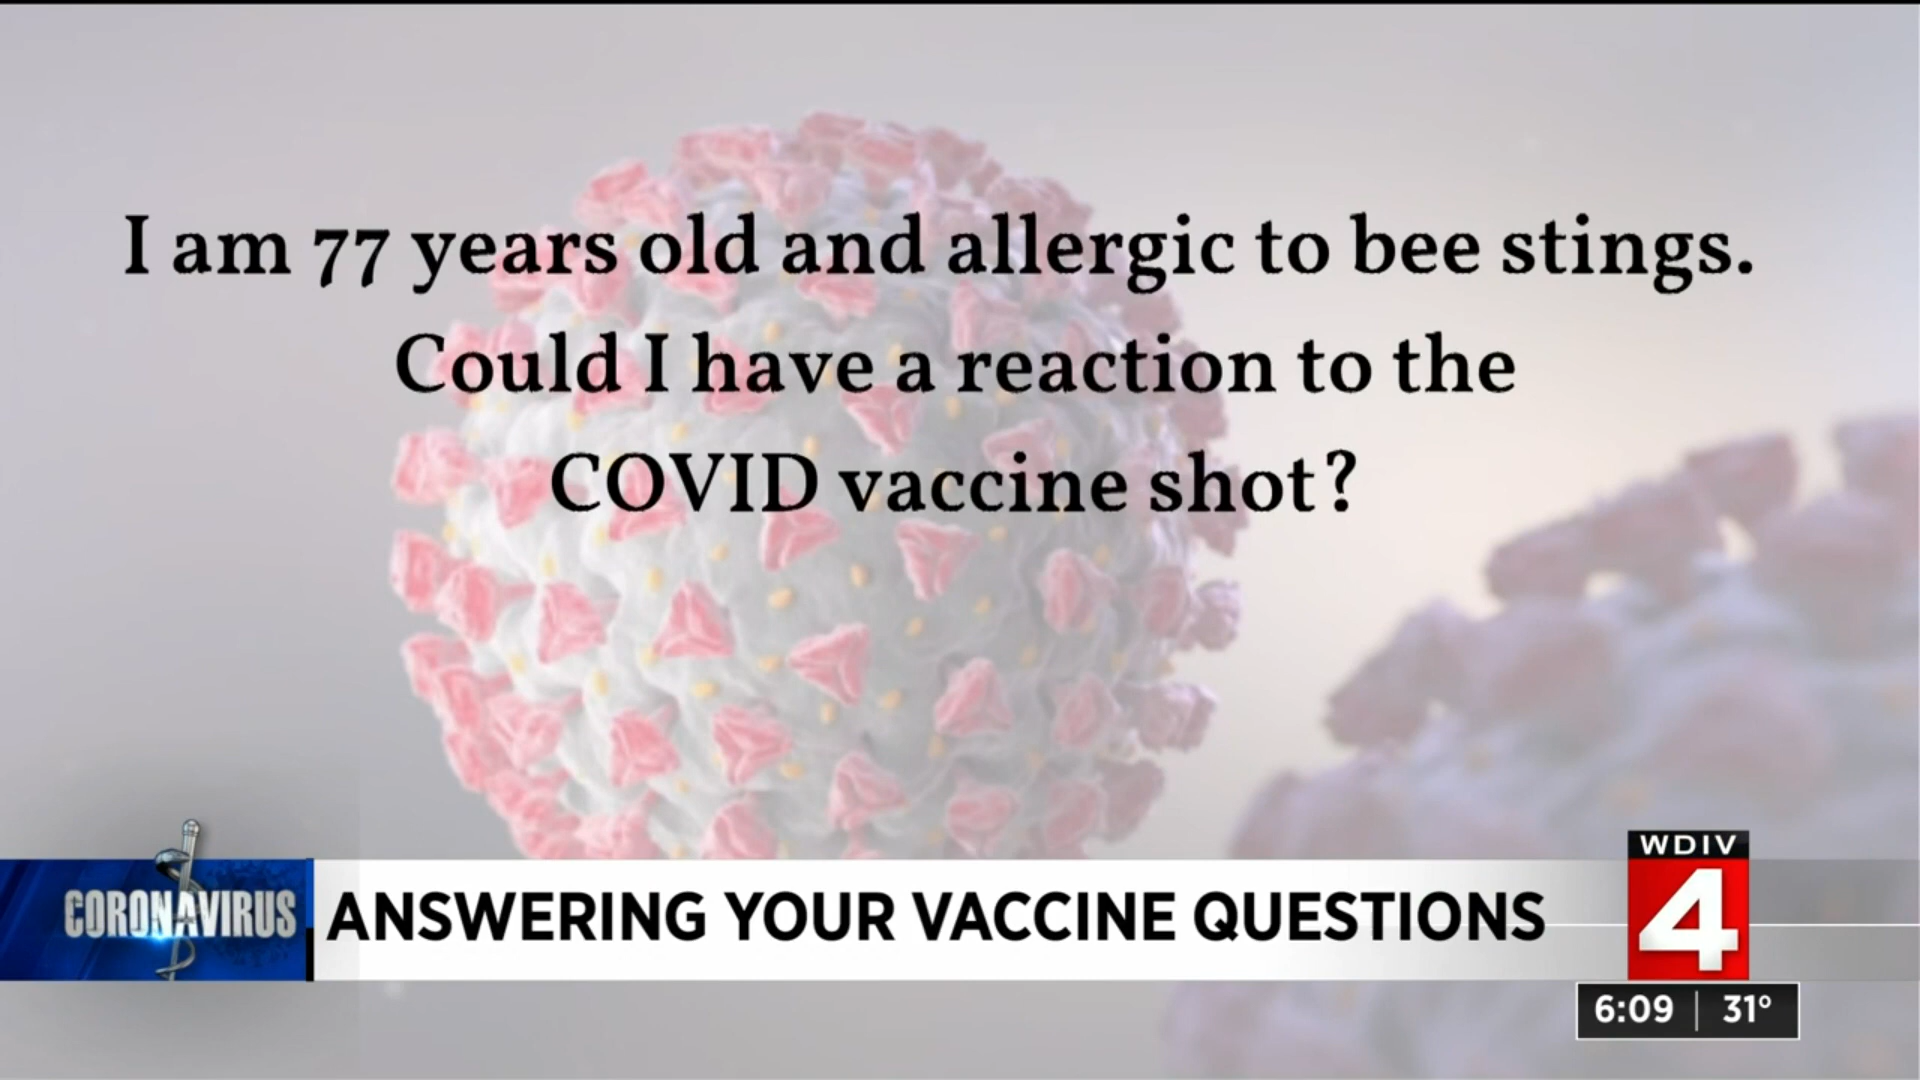 I am 77 years old and allergic to bee stings.
Could I have a reaction to the
COVID vaccine shot?
CORONAVIRUS
ANSWERING YOUR VACCINE QUESTIONS
WDIV
4
6:09 31°